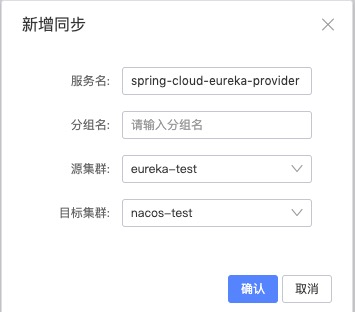 新增同步
服务名: spring-cloud-eureka-provider
分组名: 请输入分组名
源集群: eureka-test
目标集群: nacos-test
确认 取消